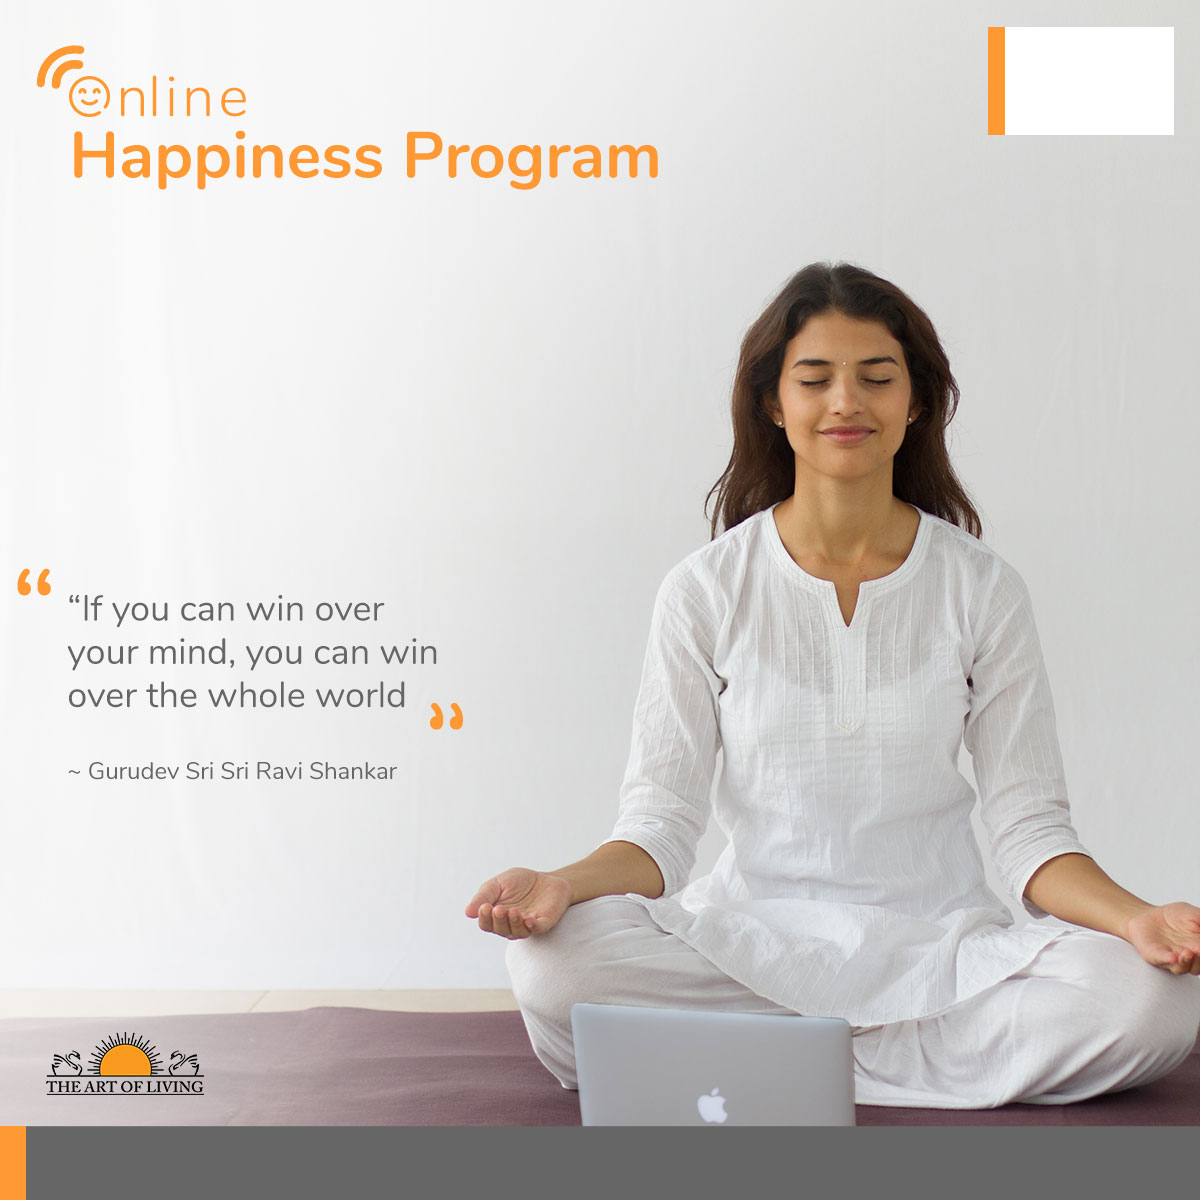 Online
Happiness Program
“
“If you can win over
your mind, you can win
over the whole world
”
~ Gurudev Sri Sri Ravi Shankar
THE ART OF LIVING